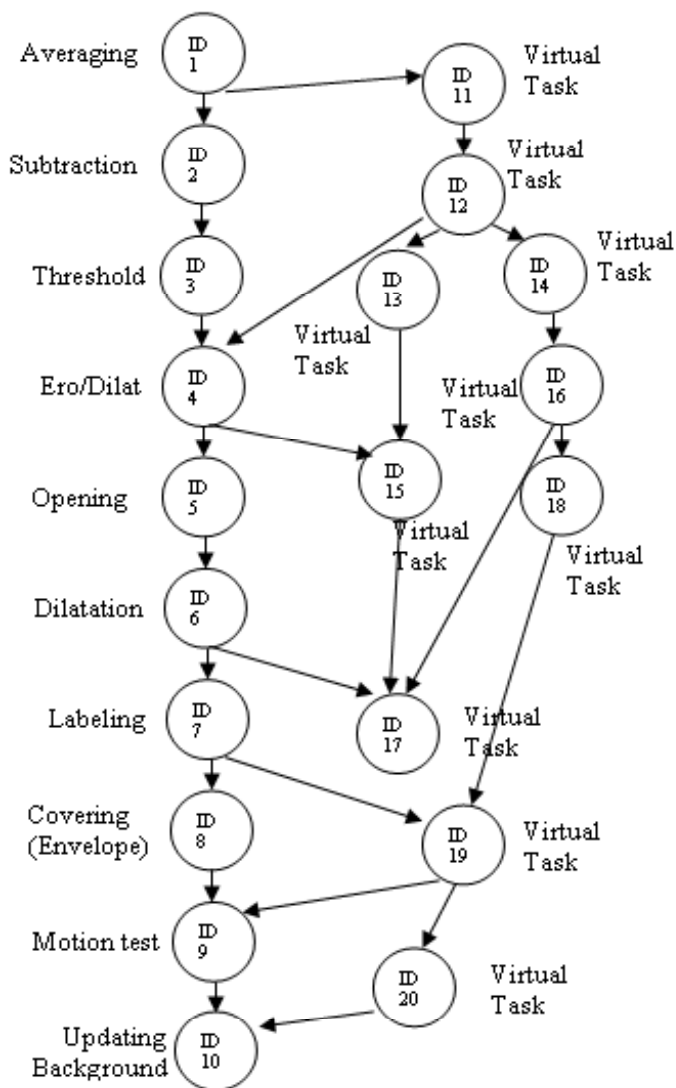 Averaging
ID
1
Virtual
Task
ID
11
Subtraction
ID
2
Virtual
Task
ID
12
Threshold
ID
3
ID
13
Virtual
Task
ID
14
Virtual
Task
Ero/Dilat
ID
4
Virtual
Task
ID
16
Opening
ID
5
ID
15
Virtual
Task
ID
18
Virtual
Task
Dilatation
ID
6
Labeling
ID
7
ID
17
Virtual
Task
Covering
(Envelope)
ID
8
ID
19
Virtual
Task
Motion test
ID
9
ID
20
Virtual
Task
Updating
Background
ID
10